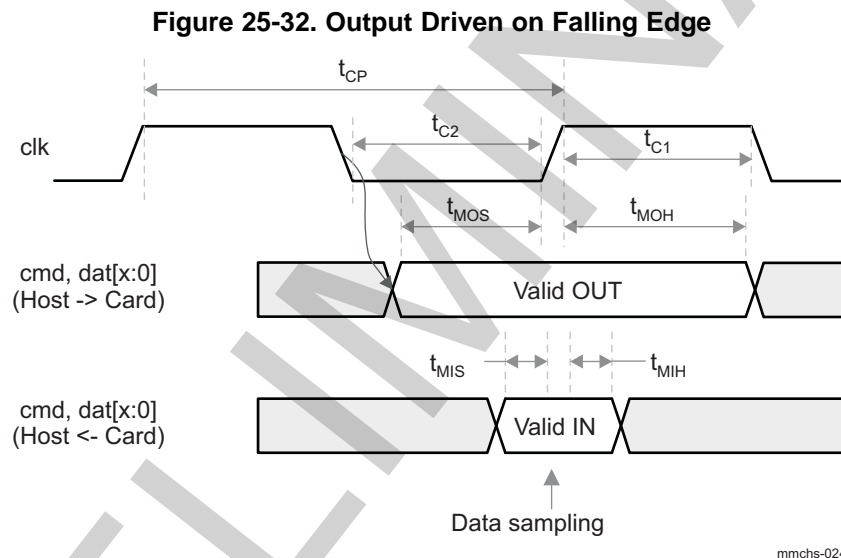 Figure 25-32. Output Driven on Falling Edge
tCP
clk
tC2
tC1
tMOS
tMOH
cmd, dat[x:0]
(Host -> Card)
Valid OUT
tMIS
tMIH
cmd, dat[x:0]
(Host <- Card)
Valid IN
Data sampling